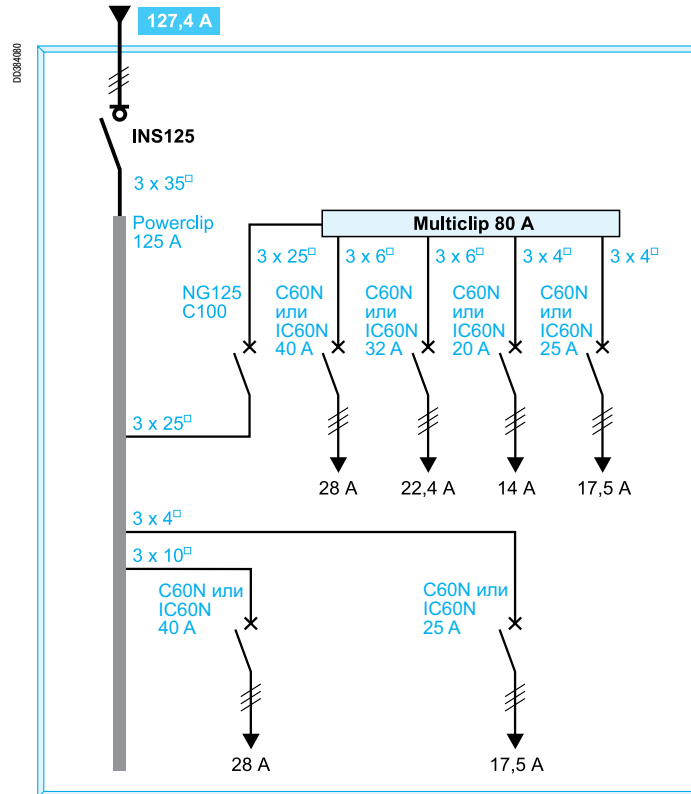 127,4 A
DD384080
INS125
3 x 35□
Powerclip
125 A
Multiclip 80 A
3 x 25□
3 x 6□
3 x 6□
3 x 4□
3 x 4□
NG125
C100
C60N
или
IC60N
40 A
C60N
или
IC60N
32 A
C60N
или
IC60N
20 A
C60N
или
IC60N
25 A
3 x 25□
28 A
22,4 A
14 A
17,5 A
3 x 4□
3 x 10□
C60N или
IC60N
40 A
C60N или
IC60N
25 A
28 A
17,5 A